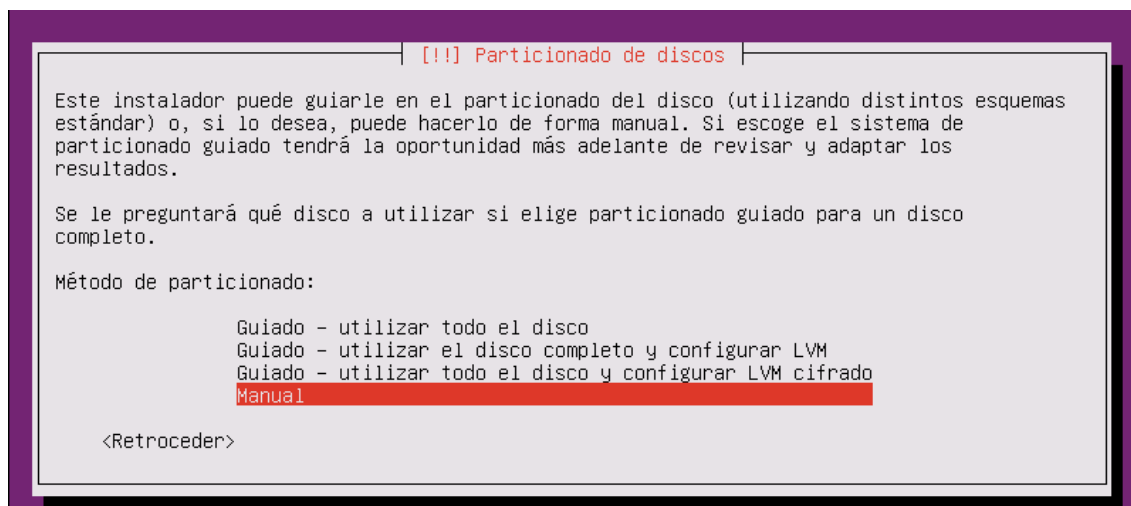 [!!] Particionado de discos
Este instalador puede guiarle en el particionado del disco (utilizando distintos esquemas
estándar) o, si lo desea, puede hacerlo de forma manual. Si escoge el sistema de
particionado guiado tendrá la oportunidad más adelante de revisar y adaptar los
resultados.
Se le preguntará qué disco a utilizar si elige particionado guiado para un disco
completo.
Método de particionado:
Guiado - utilizar todo el disco
Guiado - utilizar el disco completo y configurar LVM
Guiado - utilizar todo el disco y configurar LVM cifrado
Manual
<Retroceder>